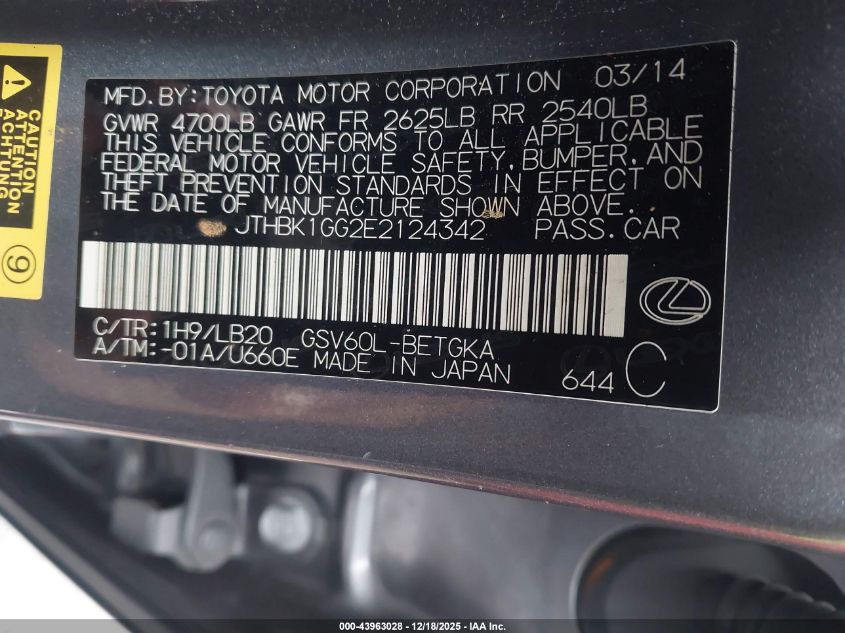 MFD.BY:TOYOTA MOTOR CORPORATION 03/14
GVWR 4700LB GAWR FR 2625LB RR 2540LB
THIS VEHICLE CONFORMS TO ALL APPLICABLE
FEDERAL MOTOR VEHICLE SAFETY,BUMPER,AND
THEFT PREVENTION STANDARDS IN EFFECT ON
THE DATE OF MANUFACTURE SHOWN ABOVE.
JTHBK1GG2E2124342 PASS.CAR
C/TR:1H9/LB20 GSV60L-BETGKA
A/TM:-01A/U660E MADE IN JAPAN
644 C
CAUTION
ATTENTION
ACHTUNG
9
000-43963028 - 12/18/2025 - IAA Inc.